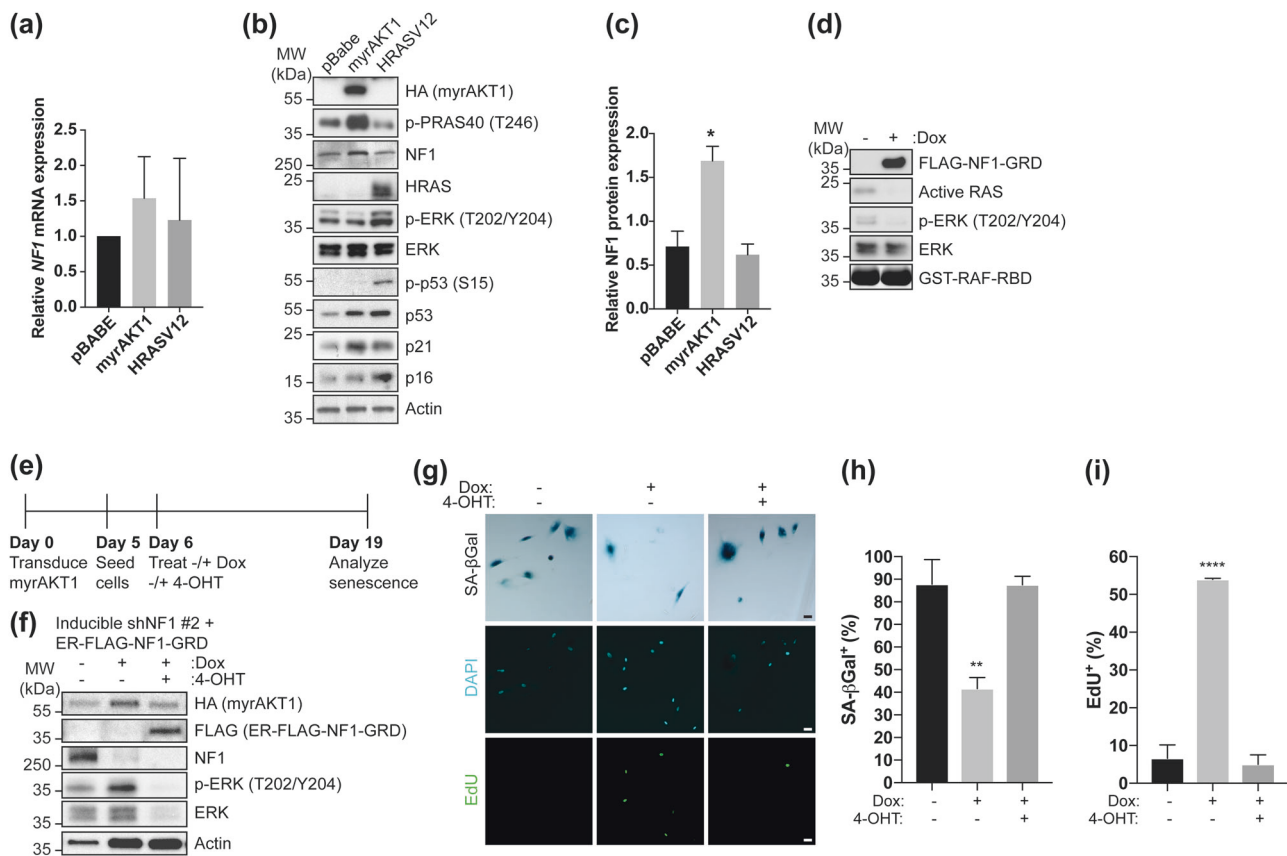 (a)
Relative NF1 mRNA expression
2.5
2.0
1.5
1.0
0.5
0.0
pBABE
myrAKT1
HRASV12
(b)
pBabe
myrAKT1
HRASV12
MW
(kDa)
55
HA (myrAKT1)
35
p-PRAS40 (T246)
250
NF1
25
HRAS
35
p-ERK (T202/Y204)
35
ERK
55
p-p53 (S15)
55
p53
25
p21
15
p16
35
Actin
(c)
Relative NF1 protein expression
2.0
1.5
1.0
0.5
0.0
*
pBABE
myrAKT1
HRASV12
(d)
MW
(kDa)
- + :Dox
35
FLAG-NF1-GRD
25
Active RAS
35
p-ERK (T202/Y204)
35
ERK
35
GST-RAF-RBD
(e)
Day 0
Transduce
myrAKT1
Day 5
Seed
cells
Day 6
Treat -/+ Dox
-/+ 4-OHT
Day 19
Analyze
senescence
(f)
Inducible shNF1 #2 +
ER-FLAG-NF1-GRD
MW
(kDa)
- + + :Dox
- - + :4-OHT
55
HA (myrAKT1)
35
FLAG (ER-FLAG-NF1-GRD)
250
NF1
35
p-ERK (T202/Y204)
35
ERK
35
Actin
(g)
Dox: - + +
4-OHT: - - +
SA-βGal
DAPI
EdU
(h)
SA-βGal+ (%)
100
90
80
70
60
50
40
30
20
10
0
**
Dox: - + +
4-OHT: - - +
(i)
EdU+ (%)
60
50
40
30
20
10
0
****
Dox: - + +
4-OHT: - - +